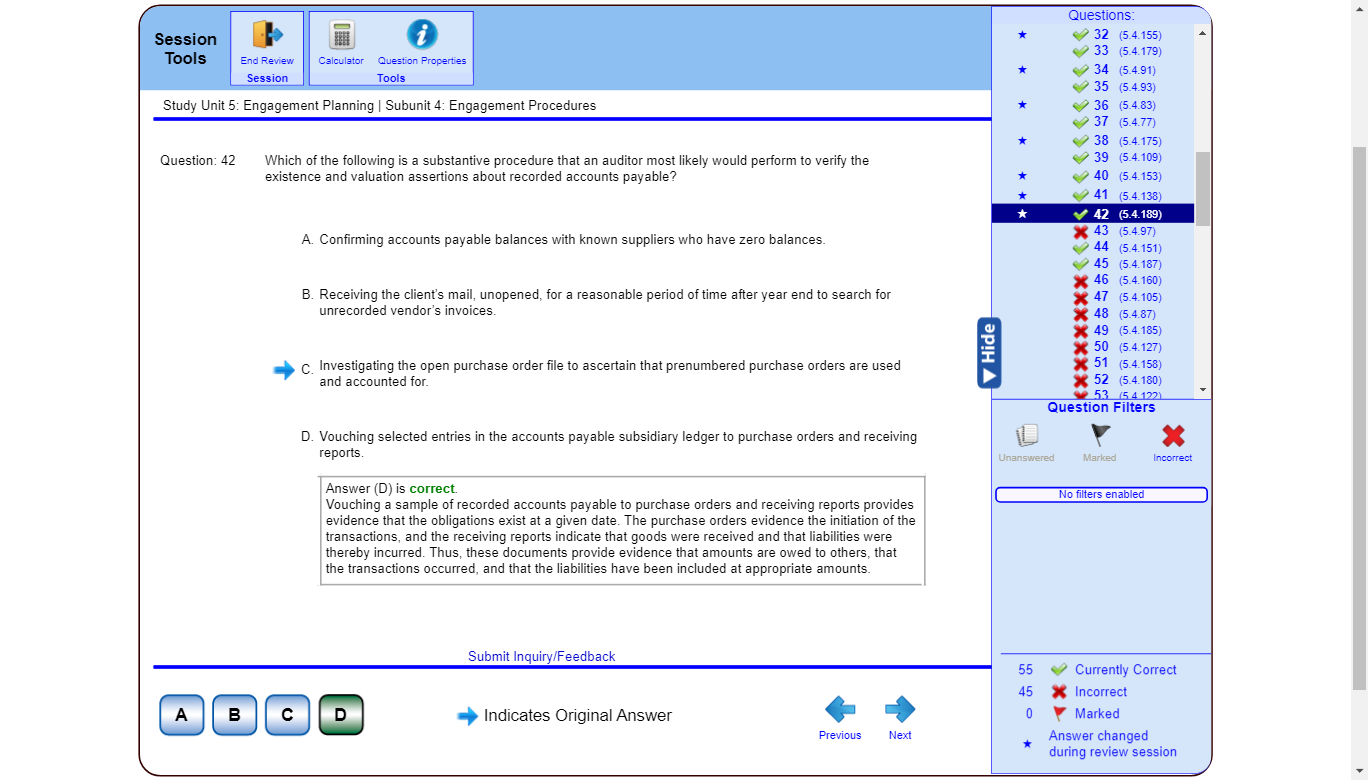 Session
Tools
End Review
Session
Calculator
Question Properties
Tools
Study Unit 5: Engagement Planning | Subunit 4: Engagement Procedures
Question: 42
Which of the following is a substantive procedure that an auditor most likely would perform to verify the
existence and valuation assertions about recorded accounts payable?
A. Confirming accounts payable balances with known suppliers who have zero balances.
B. Receiving the client's mail, unopened, for a reasonable period of time after year end to search for
unrecorded vendor's invoices.
C. Investigating the open purchase order file to ascertain that prenumbered purchase orders are used
and accounted for.
D. Vouching selected entries in the accounts payable subsidiary ledger to purchase orders and receiving
reports.
Answer (D) is correct.
Vouching a sample of recorded accounts payable to purchase orders and receiving reports provides
evidence that the obligations exist at a given date. The purchase orders evidence the initiation of the
transactions, and the receiving reports indicate that goods were received and that liabilities were
thereby incurred. Thus, these documents provide evidence that amounts are owed to others, that
the transactions occurred, and that the liabilities have been included at appropriate amounts.
Submit Inquiry/Feedback
A B C D
Indicates Original Answer
Previous
Next
Questions:
32 (5.4.155)
33 (5.4.179)
34 (5.4.91)
35 (5.4.93)
36 (5.4.83)
37 (5.4.77)
38 (5.4.175)
39 (5.4.109)
40 (5.4.153)
41 (5.4.138)
42 (5.4.189)
43 (5.4.97)
44 (5.4.151)
45 (5.4.187)
46 (5.4.160)
47 (5.4.105)
48 (5.4.87)
49 (5.4.185)
50 (5.4.127)
51 (5.4.158)
52 (5.4.180)
53 (5.4.122)
Hide
Question Filters
Unanswered
Marked
Incorrect
No filters enabled
55 Currently Correct
45 Incorrect
0 Marked
Answer changed
during review session